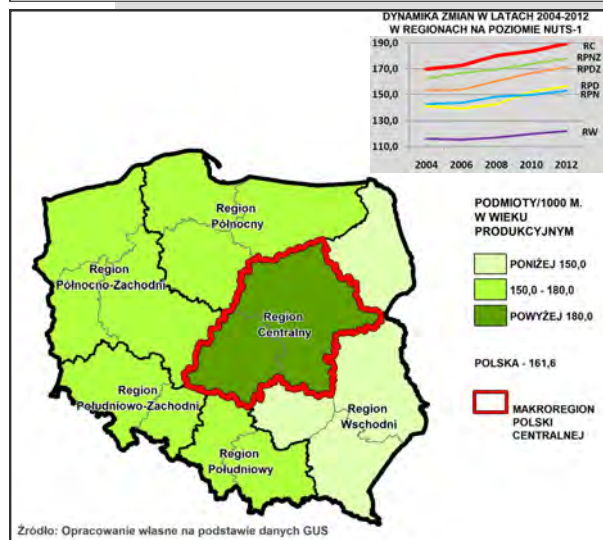 DYNAMIKA ZMIAN W LATACH 2004-2012
W REGIONACH NA POZIOMIE NUTS-1
190,0
170,0
150,0
130,0
110,0
RC
RPNZ
RPDZ
RPD
RPN
RW
2004 2006 2008 2010 2012
Region
Północny
Region
Północno-Zachodni
Region
Centralny
Region
Południowo-Zachodni
Region
Wschodni
Region
Południowy
PODMIOTY/1000 M.
W WIEKU
PRODUKCYJNYM
PONIŻEJ 150,0
150,0 - 180,0
POWYŻEJ 180,0
POLSKA - 161,6
MAKROREGION
POLSKI
CENTRALNEJ
Źródło: Opracowanie własne na podstawie danych GUS